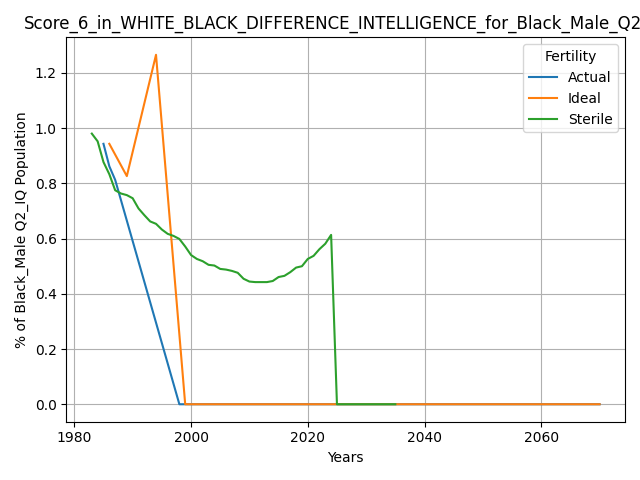 Score_6_in_WHITE_BLACK_DIFFERENCE_INTELLIGENCE_for_Black_Male_Q2
Fertility
Actual
Ideal
Sterile
% of Black_Male Q2_IQ Population
1.2
1.0
0.8
0.6
0.4
0.2
0.0
1980 2000 2020 2040 2060
Years